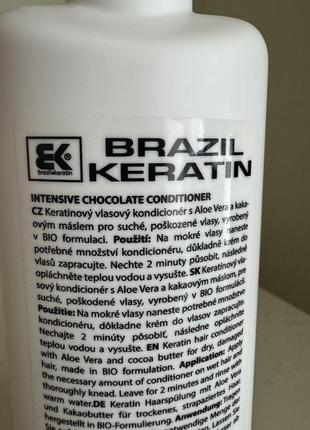 BK®
brazilkeratin
BRAZIL
KERATIN
INTENSIVE CHOCOLATE CONDITIONER
CZ Keratinový vlasový kondicionér s Aloe Vera a kaka-
ovým máslem pro suché, poškozené vlasy, vyrobený
v BIO formulaci. Použití: Na mokré vlasy naneste
potřebné množství kondicionéru, důkladně krém do
vlasů zapracujte. Nechte 2 minuty působit, následně
opláchněte teplou vodou a vysušte. SK Keratínový vla-
sový kondicionér s Aloe Vera a kakaovým máslem, pre
suché, poškodené vlasy, vyrobený v BIO formulácii.
Použitie: Na mokré vlasy naneste potrebné množstvo
kondicionéru, dôkladne krém do vlasov zapracujte.
Nechajte 2 minúty pôsobiť, následne opláchnite
teplou vodou a vysušte. EN Keratin hair conditioner
with Aloe Vera and cocoa butter for dry, damaged
hair, made in BIO formulation. Application: Apply
the necessary amount of conditioner on wet hair and
thoroughly knead. Leave for 2 minutes and rinse with
warm water. DE Keratin Haarspülung mit Aloe Vera
und Kakaobutter für trockenes, strapaziertes Haar,
hergestellt in BIO-Formulierung. Anwendung: Tragen